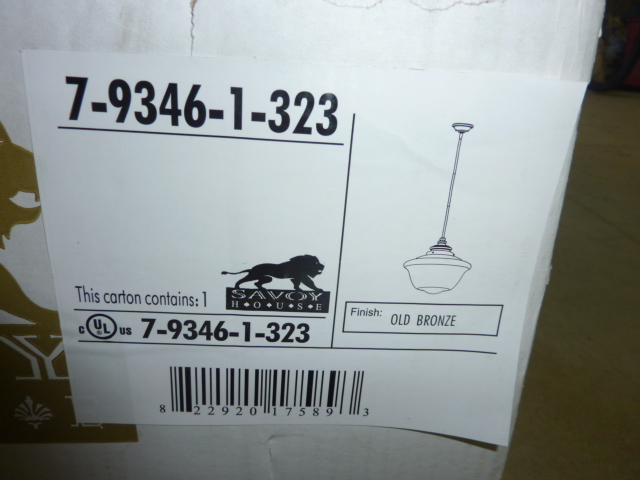 7-9346-1-323
This carton contains: 1
SAVOY
HOUSE
Finish: OLD BRONZE
C UL US 7-9346-1-323
8 22920 17589 3